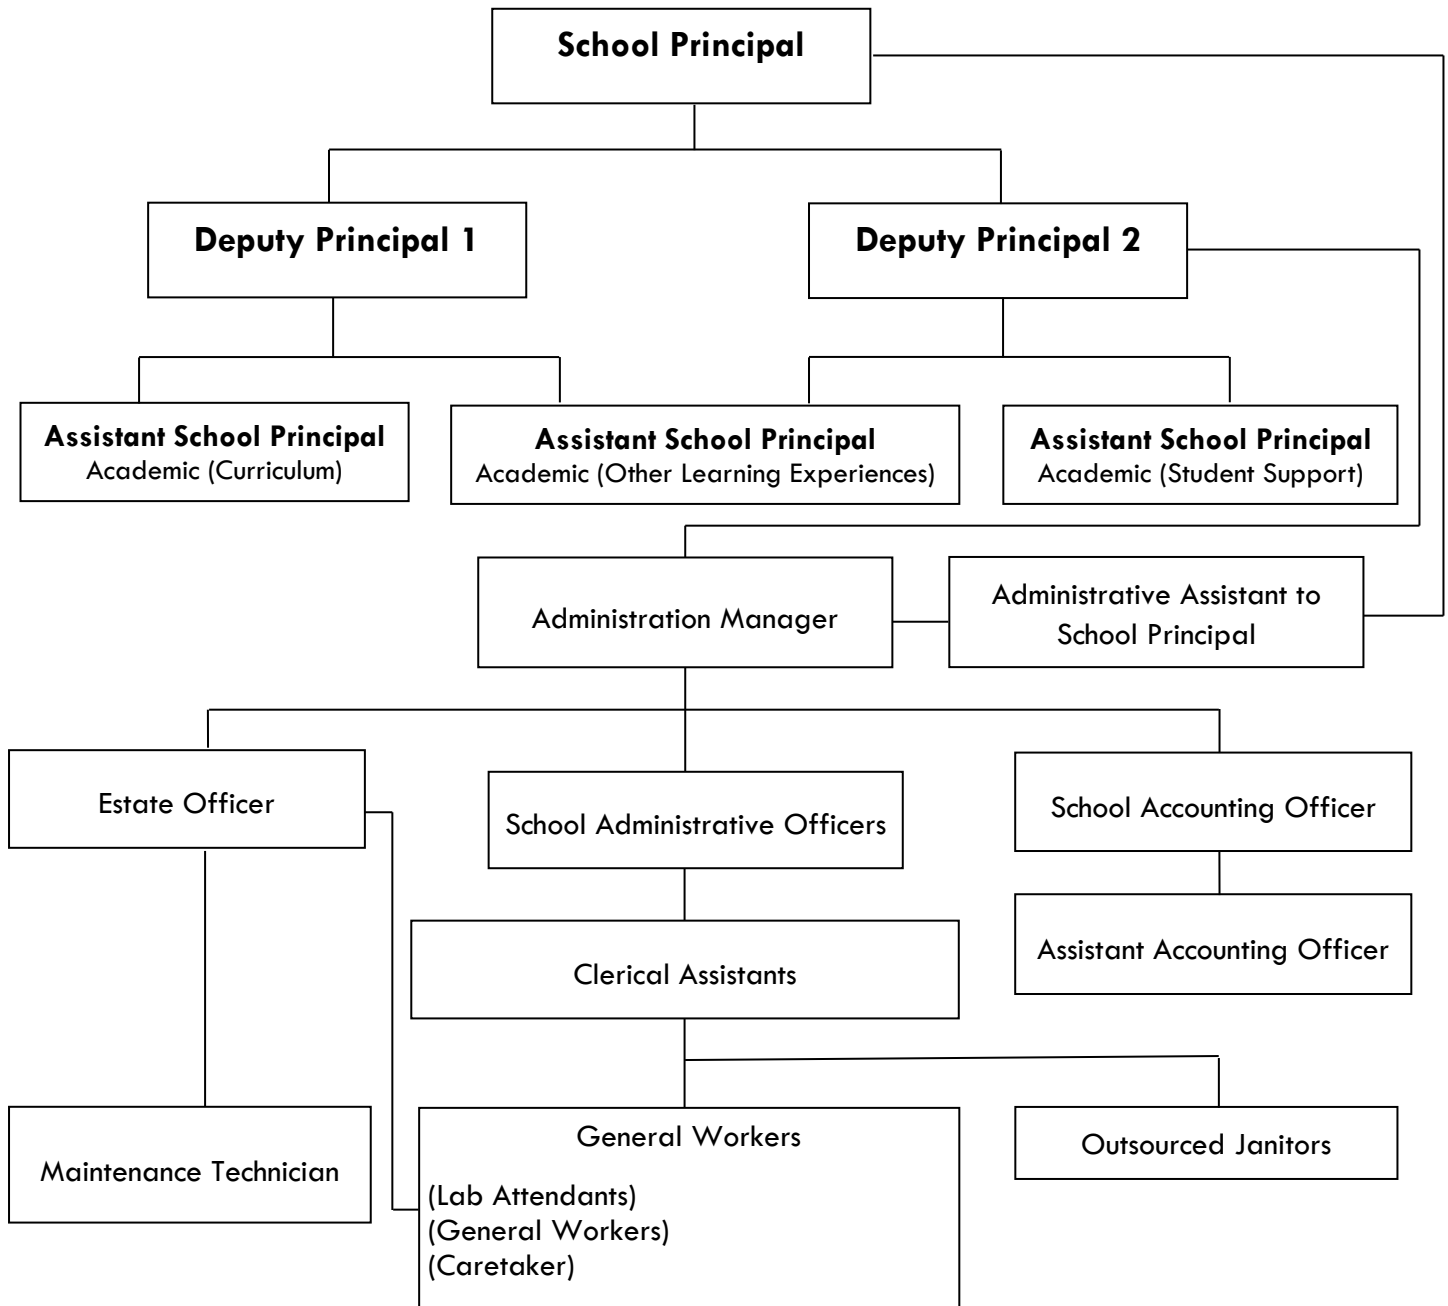 School Principal
Deputy Principal 1
Deputy Principal 2
Assistant School Principal
Academic (Curriculum)
Assistant School Principal
Academic (Other Learning Experiences)
Assistant School Principal
Academic (Student Support)
Administration Manager
Administrative Assistant to
School Principal
Estate Officer
School Administrative Officers
School Accounting Officer
Clerical Assistants
Assistant Accounting Officer
Maintenance Technician
General Workers
(Lab Attendants)
(General Workers)
(Caretaker)
Outsourced Janitors